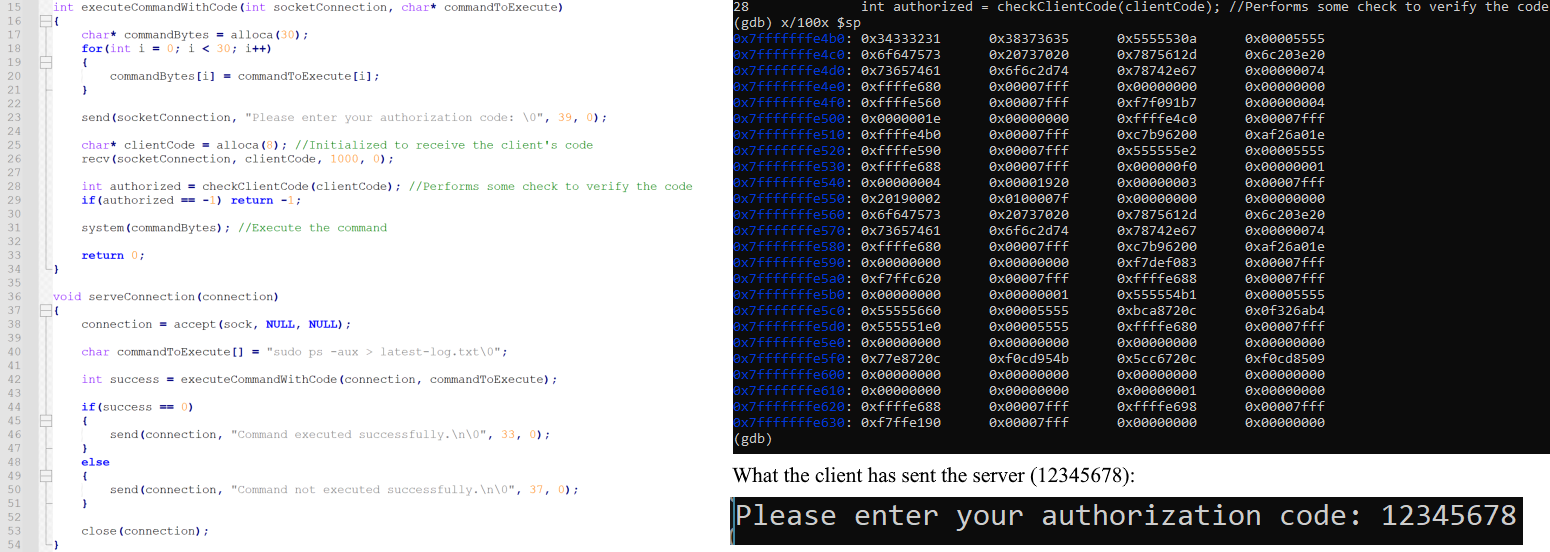 15 int executeCommandWithCode(int socketConnection, char* commandToExecute)
16 {
17 char* commandBytes = alloca(30);
18 for(int i = 0; i < 30; i++)
19 {
20 commandBytes[i] = commandToExecute[i];
21 }
22
23 send(socketConnection, "Please enter your authorization code: \0", 39, 0);
24
25 char* clientCode = alloca(8); //Initialized to receive the client's code
26 recv(socketConnection, clientCode, 1000, 0);
27
28 int authorized = checkClientCode(clientCode); //Performs some check to verify the code
29 if(authorized == -1) return -1;
30
31 system(commandBytes); //Execute the command
32
33 return 0;
34 }
35
36 void serveConnection(connection)
37 {
38 connection = accept(sock, NULL, NULL);
39
40 char commandToExecute[] = "sudo ps -aux > latest-log.txt\0";
41
42 int success = executeCommandWithCode(connection, commandToExecute);
43
44 if(success == 0)
45 {
46 send(connection, "Command executed successfully.\n\0", 33, 0);
47 }
48 else
49 {
50 send(connection, "Command not executed successfully.\n\0", 37, 0);
51 }
52
53 close(connection);
54 }
28 int authorized = checkClientCode(clientCode); //Performs some check to verify the code
(gdb) x/100x $sp
0x7fffffffe4b0: 0x34333231 0x38373635 0x5555530a 0x00005555
0x7fffffffe4c0: 0x6f647573 0x20737020 0x7875612d 0x6c203e20
0x7fffffffe4d0: 0x73657461 0x6f6c2d74 0x78742e67 0x00000074
0x7fffffffe4e0: 0xffffe680 0x00007fff 0x00000000 0x00000000
0x7fffffffe4f0: 0xffffe560 0x00007fff 0xf7f091b7 0x00000004
0x7fffffffe500: 0x0000001e 0x00000000 0xffffe4c0 0x00007fff
0x7fffffffe510: 0xffffe4b0 0x00007fff 0xc7b96200 0xaf26a01e
0x7fffffffe520: 0xffffe590 0x00007fff 0x555555e2 0x00005555
0x7fffffffe530: 0xffffe688 0x00007fff 0x000000f0 0x00000001
0x7fffffffe540: 0x00000004 0x00001920 0x00000003 0x00007fff
0x7fffffffe550: 0x20190002 0x0100007f 0x00000000 0x00000000
0x7fffffffe560: 0x6f647573 0x20737020 0x7875612d 0x6c203e20
0x7fffffffe570: 0x73657461 0x6f6c2d74 0x78742e67 0x00000074
0x7fffffffe580: 0xffffe680 0x00007fff 0xc7b96200 0xaf26a01e
0x7fffffffe590: 0x00000000 0x00000000 0xf7def083 0x00007fff
0x7fffffffe5a0: 0xf7ffc620 0x00007fff 0xffffe688 0x00007fff
0x7fffffffe5b0: 0x00000000 0x00000001 0x555554b1 0x00005555
0x7fffffffe5c0: 0x55555660 0x00005555 0xbca8720c 0x0f326ab4
0x7fffffffe5d0: 0x555551e0 0x00005555 0xffffe680 0x00007fff
0x7fffffffe5e0: 0x00000000 0x00000000 0x00000000 0x00000000
0x7fffffffe5f0: 0x77e8720c 0xf0cd954b 0x5cc6720c 0xf0cd8509
0x7fffffffe600: 0x00000000 0x00000000 0x00000000 0x00000000
0x7fffffffe610: 0x00000000 0x00000000 0x00000001 0x00000000
0x7fffffffe620: 0xffffe688 0x00007fff 0xffffe698 0x00007fff
0x7fffffffe630: 0xf7ffe190 0x00007fff 0x00000000 0x00000000
(gdb)
What the client has sent the server (12345678):
Please enter your authorization code: 12345678